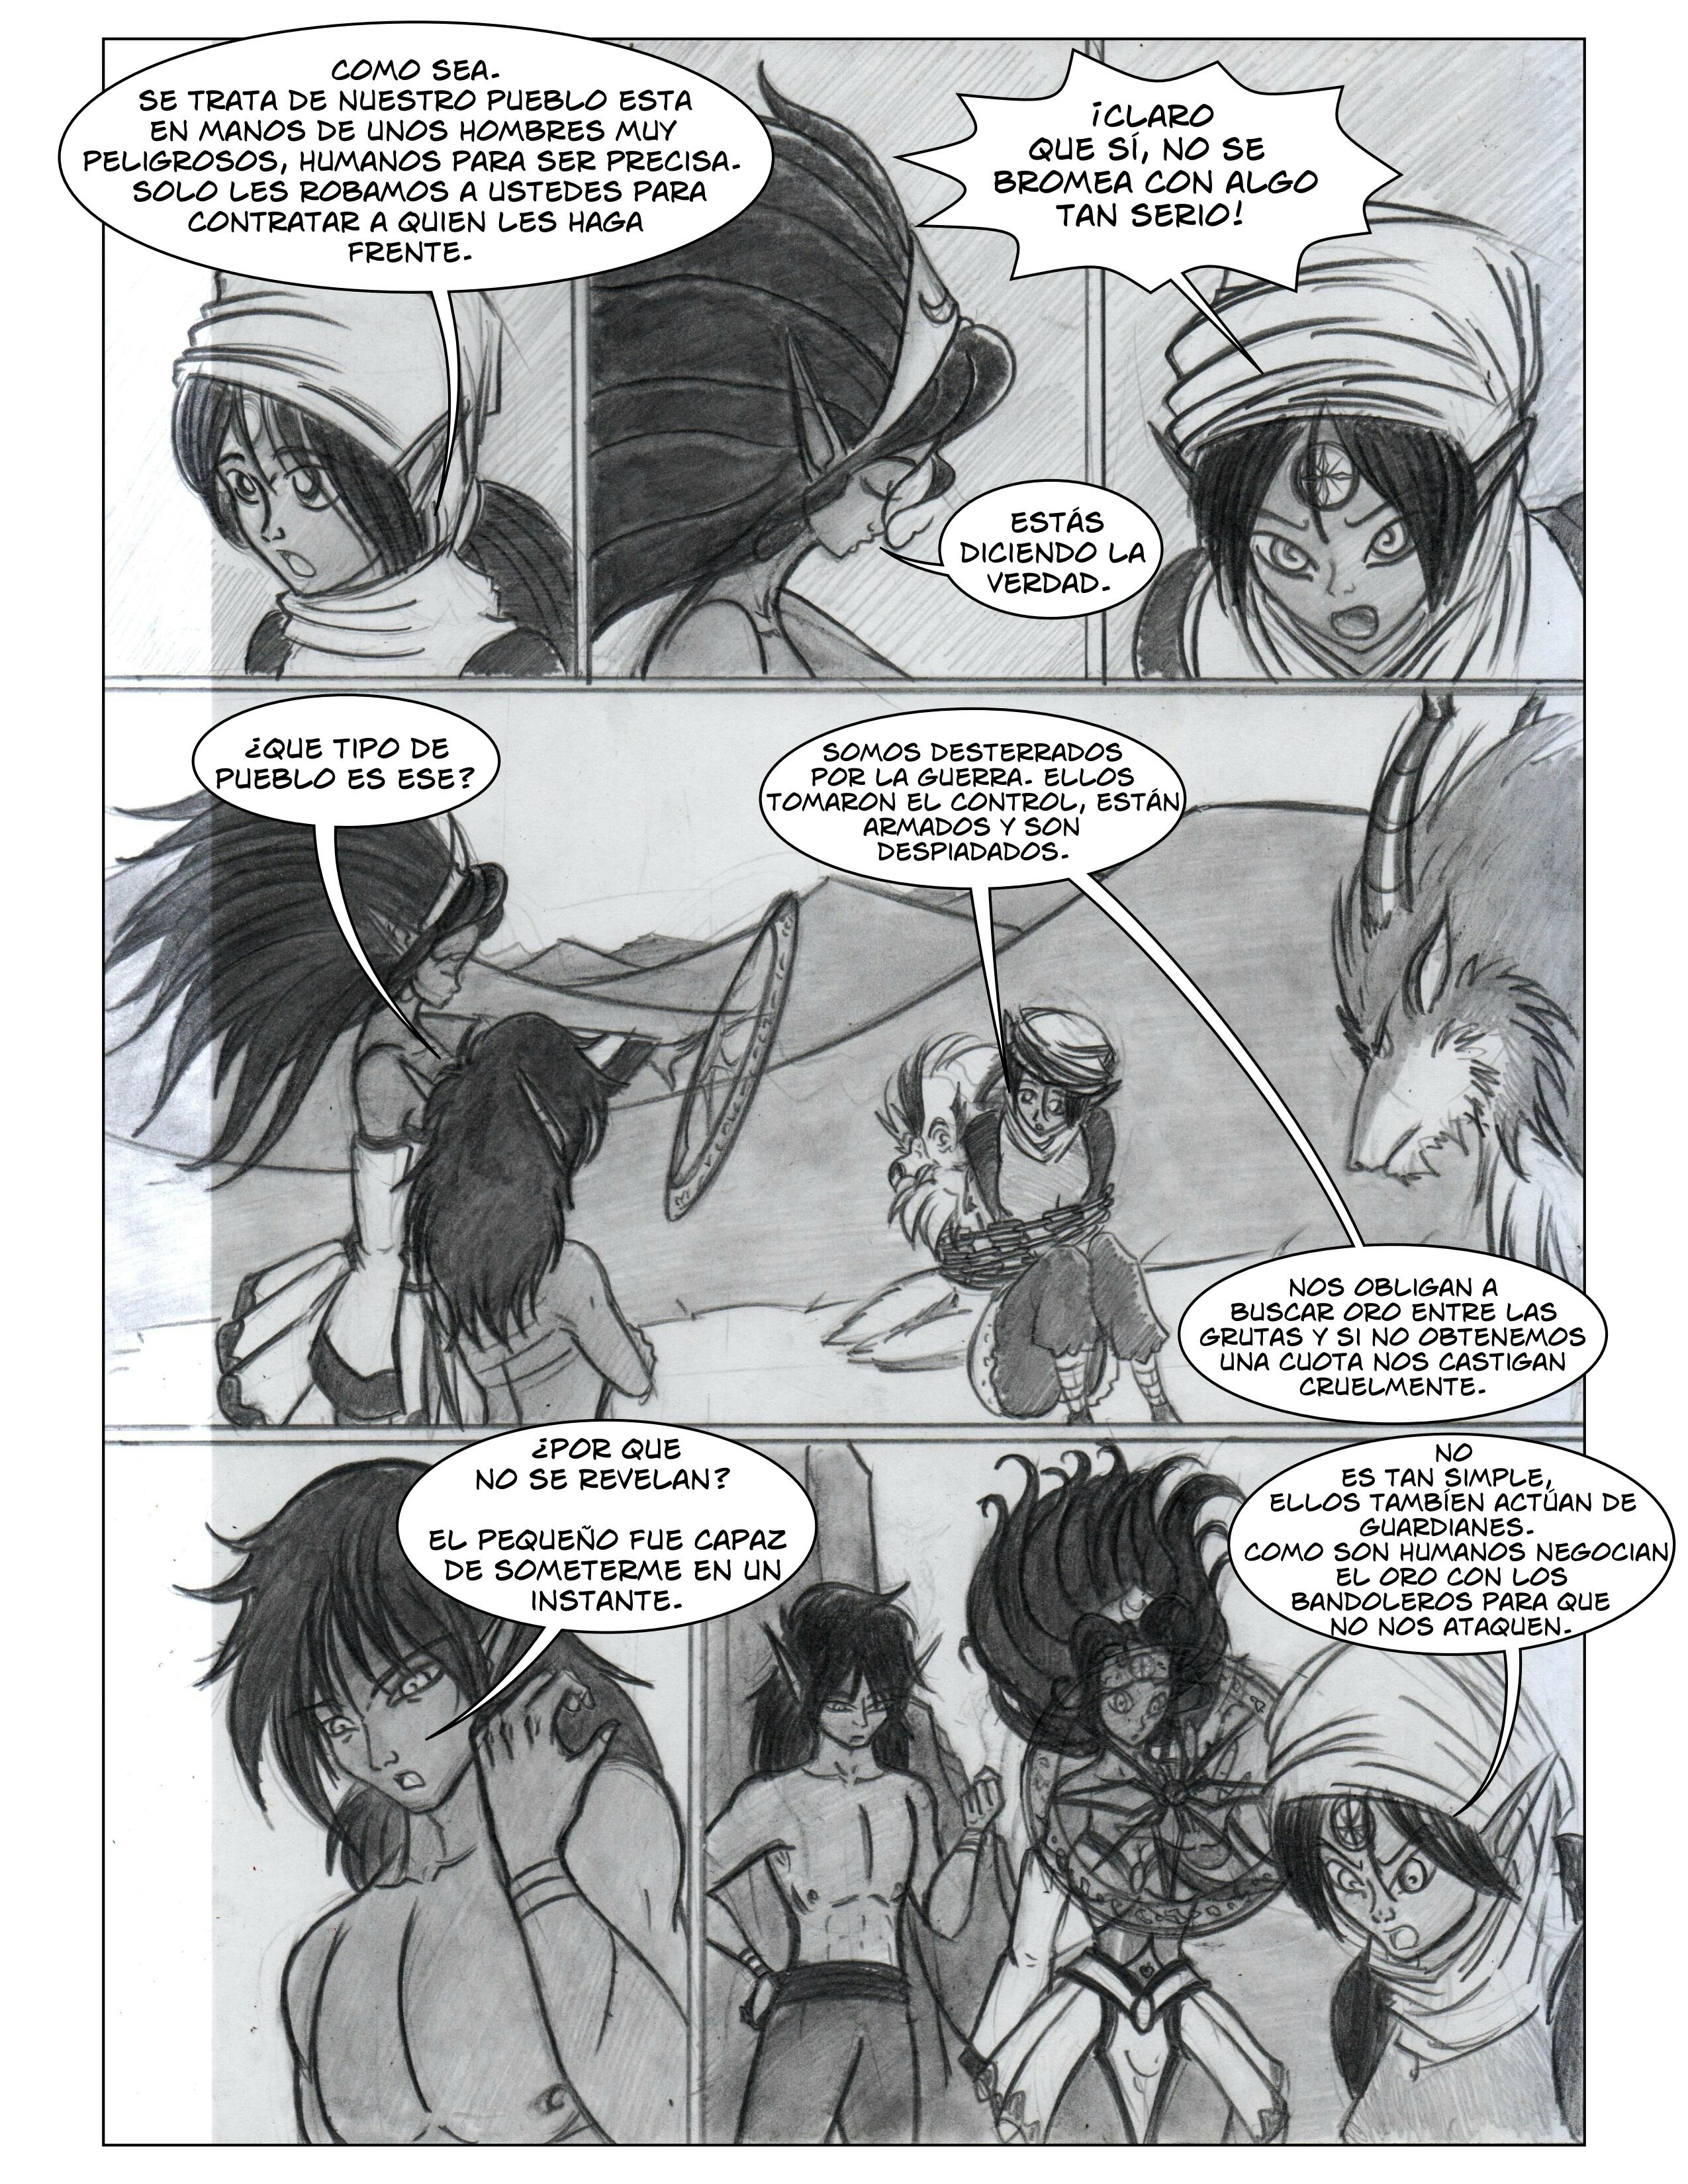 COMO SEA.
SE TRATA DE NUESTRO PUEBLO ESTA
EN MANOS DE UNOS HOMBRES MUY
PELIGROSOS, HUMANOS PARA SER PRECISA.
SOLO LES ROBAMOS A USTEDES PARA
CONTRATAR A QUIEN LES HAGA
FRENTE.
ESTÁS
DICIENDO LA
VERDAD.
¡CLARO
QUE SÍ, NO SE
BROMEA CON ALGO
TAN SERIO!
¿QUE TIPO DE
PUEBLO ES ESE?
SOMOS DESTERRADOS
POR LA GUERRA. ELLOS
TOMARON EL CONTROL, ESTÁN
ARMADOS Y SON
DESPIADADOS.
NOS OBLIGAN A
BUSCAR ORO ENTRE LAS
GRUTAS Y SI NO OBTENEMOS
UNA CUOTA NOS CASTIGAN
CRUELMENTE.
¿POR QUE
NO SE REVELAN?
EL PEQUEÑO FUE CAPAZ
DE SOMETERME EN UN
INSTANTE.
NO
ES TAN SIMPLE,
ELLOS TAMBÍEN ACTÚAN DE
GUARDIANES.
COMO SON HUMANOS NEGOCIAN
EL ORO CON LOS
BANDOLEROS PARA QUE
NO NOS ATAQUEN.